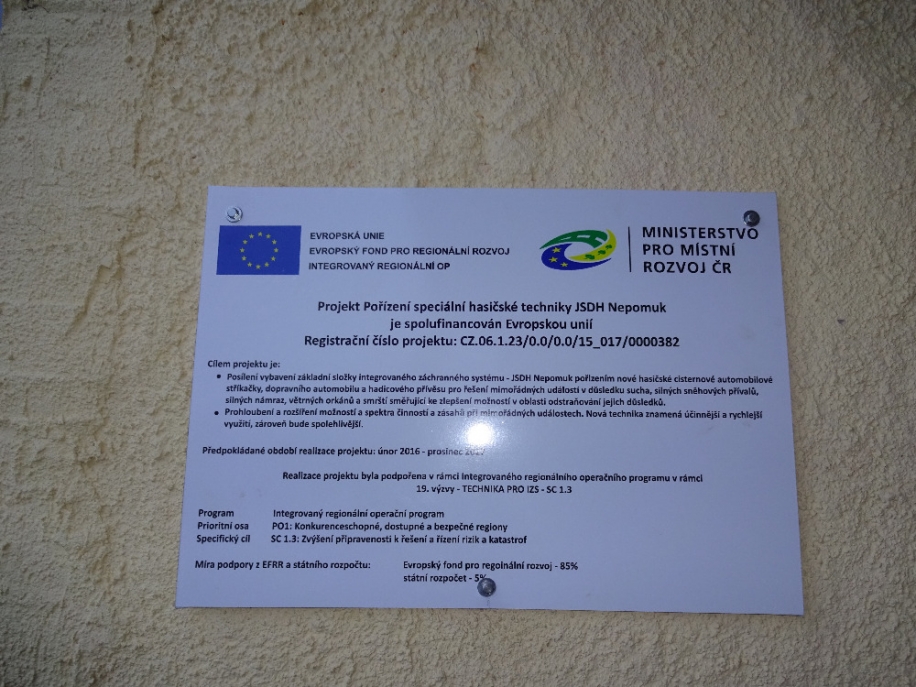 EVROPSKÁ UNIE
EVROPSKÝ FOND PRO REGIONÁLNÍ ROZVOJ
INTEGROVANÝ REGIONÁLNÍ OP
MINISTERSTVO
PRO MÍSTNÍ
ROZVOJ ČR
Projekt Pořízení speciální hasičské techniky JSDH Nepomuk
je spolufinancován Evropskou unií
Registrační číslo projektu: CZ.06.1.23/0.0/0.0/15_017/0000382
Cílem projektu je:
• Posílení vybavení základní složky integrovaného záchranného systému - JSDH Nepomuk pořízením nové hasičské cisternové automobilové
stříkačky, dopravního automobilu a hadicového přívěsu pro řešení mimořádných událostí v důsledku sucha, silných sněhových přívalů,
silných námraz, větrných orkánů a smrští směřující ke zlepšení možností v oblasti odstraňování jejich důsledků.
• Prohloubení a rozšíření možností a spektra činností a zásahů při mimořádných událostech. Nová technika znamená účinnější a rychlejší
využití, zároveň bude spolehlivější.
Předpokládané období realizace projektu: únor 2016 - prosinec
Realizace projektu byla podpořena v rámci Integrovaného regionálního operačního programu v rámci
19. výzvy - TECHNIKA PRO IZS - SC 1.3
Program Integrovaný regionální operační program
Prioritní osa PO1: Konkurenceschopné, dostupné a bezpečné regiony
Specifický cíl SC 1.3: Zvýšení připravenosti k řešení a řízení rizik a katastrof
Míra podpory z EFRR a státního rozpočtu: Evropský fond pro regoinální rozvoj - 85%
státní rozpočet - 5%